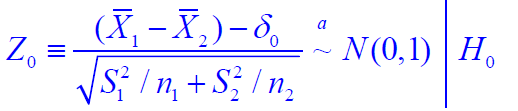 Z₀ ≡ ((X̅₁ − X̅₂) − δ₀) / √(S₁² / n₁ + S₂² / n₂) ~ᵃ N(0,1) | H₀